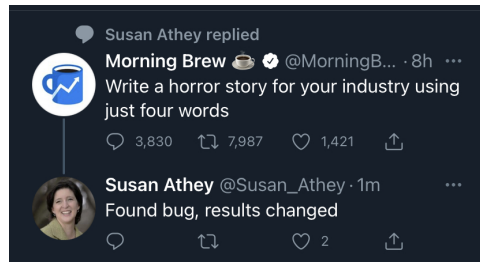 Susan Athey replied
Morning Brew ☕ @MorningB... · 8h ···
Write a horror story for your industry using
just four words
3,830 7,987 1,421
Susan Athey @Susan_Athey · 1m ···
Found bug, results changed
2